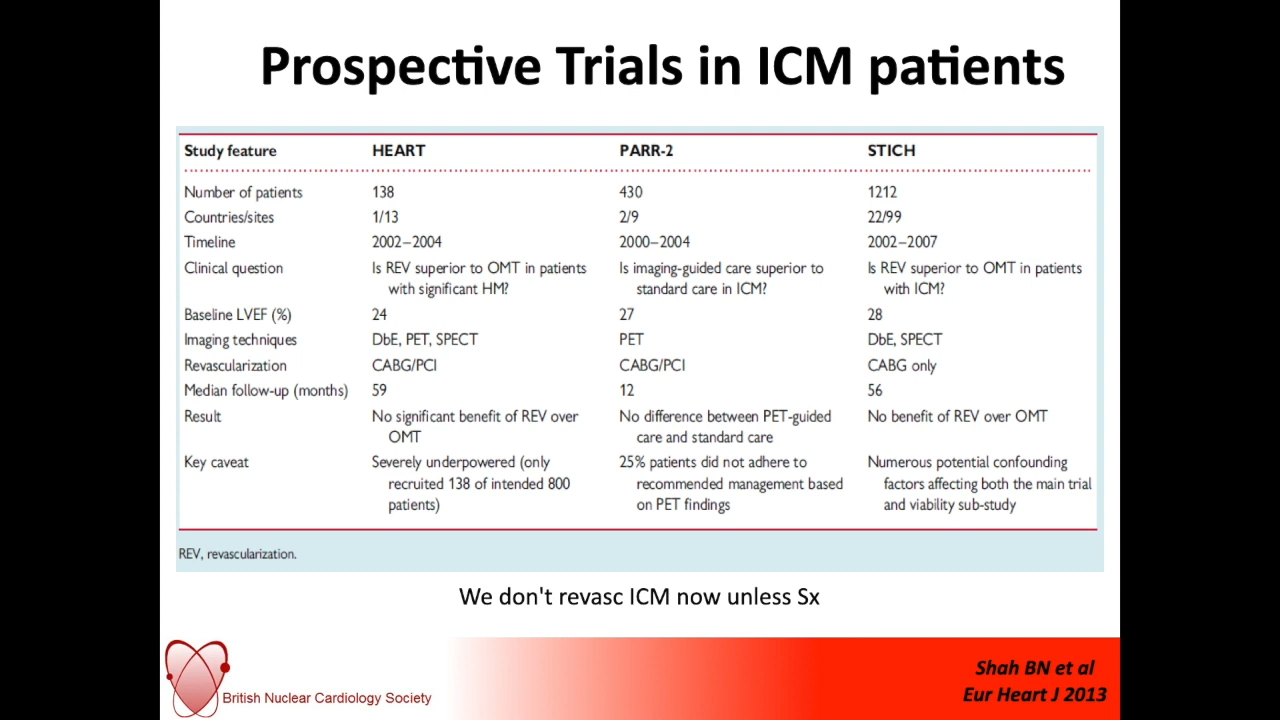 Prospective Trials in ICM patients
Study feature HEART PARR-2 STICH
Number of patients 138 430 1212
Countries/sites 1/13 2/9 22/99
Timeline 2002–2004 2000–2004 2002–2007
Clinical question Is REV superior to OMT in patients Is imaging-guided care superior to Is REV superior to OMT in patients
with significant HM? standard care in ICM? with ICM?
Baseline LVEF (%) 24 27 28
Imaging techniques DbE, PET, SPECT PET DbE, SPECT
Revascularization CABG/PCI CABG/PCI CABG only
Median follow-up (months) 59 12 56
Result No significant benefit of REV over No difference between PET-guided No benefit of REV over OMT
OMT care and standard care
Key caveat Severely underpowered (only 25% patients did not adhere to Numerous potential confounding
recruited 138 of intended 800 recommended management based factors affecting both the main trial
patients) on PET findings and viability sub-study
REV, revascularization.
We don't revasc ICM now unless Sx
British Nuclear Cardiology Society
Shah BN et al
Eur Heart J 2013